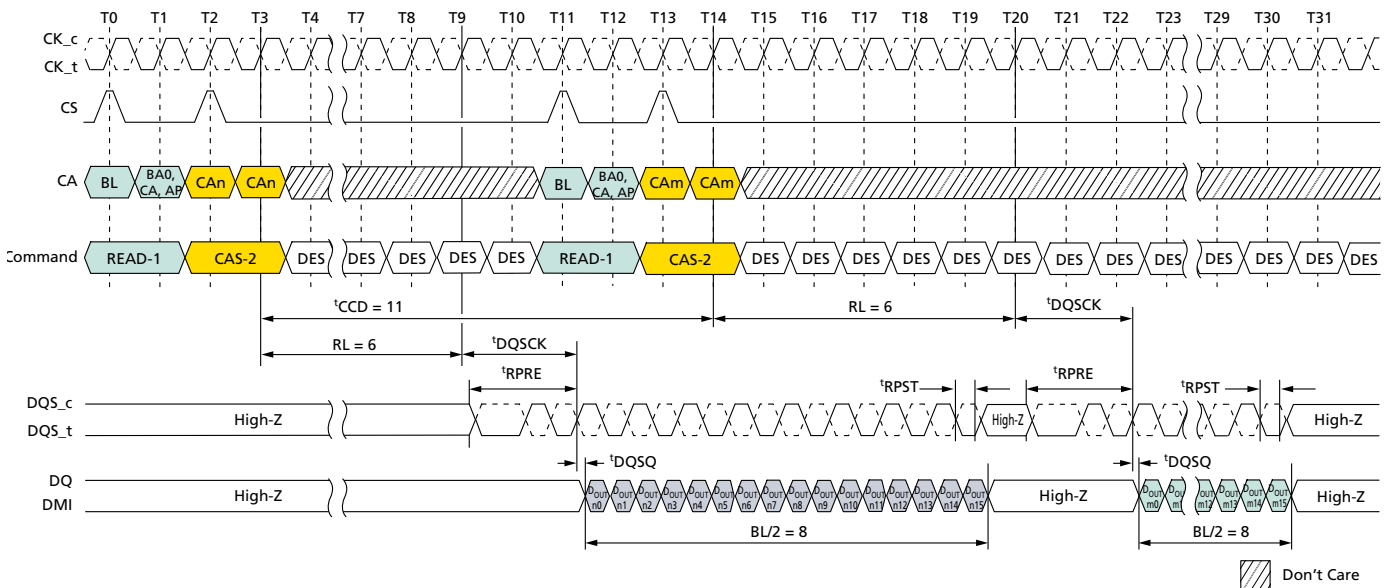 T0 T1 T2 T3 T4 T7 T8 T9 T10 T11 T12 T13 T14 T15 T16 T17 T18 T19 T20 T21 T22 T23 T29 T30 T31
CK_c
CK_t
CS
CA BL BA0, CA, AP CAn CAn BL BA0, CA, AP CAm CAm
Command READ-1 CAS-2 DES DES DES DES DES READ-1 CAS-2 DES DES DES DES DES DES DES DES DES DES DES DES DES
tCCD = 11 RL = 6 tDQSCK
RL = 6 tDQSCK
tRPRE tRPST tRPRE tRPST
DQS_c
DQS_t
High-Z High-Z High-Z
tDQSQ tDQSQ
DQ
DMI
High-Z DOUT n0 DOUT n1 DOUT n2 DOUT n3 DOUT n4 DOUT n5 DOUT n6 DOUT n7 DOUT n8 DOUT n9 DOUT n10 DOUT n11 DOUT n12 DOUT n13 DOUT n14 DOUT n15 High-Z DOUT m0 DOUT m1 DOUT m12 DOUT m13 DOUT m14 DOUT m15 High-Z
BL/2 = 8 BL/2 = 8
Don't Care